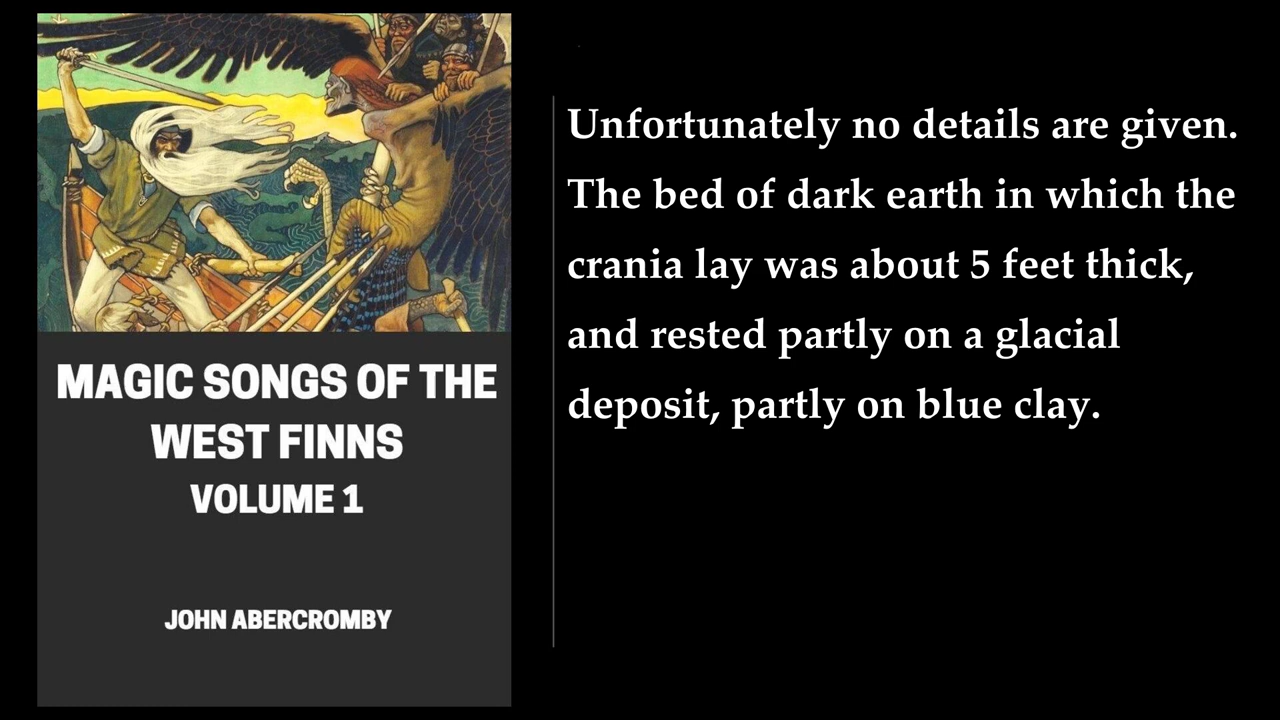 MAGIC SONGS OF THE
WEST FINNS
VOLUME 1
JOHN ABERCROMBY
Unfortunately no details are given.
The bed of dark earth in which the
crania lay was about 5 feet thick,
and rested partly on a glacial
deposit, partly on blue clay.